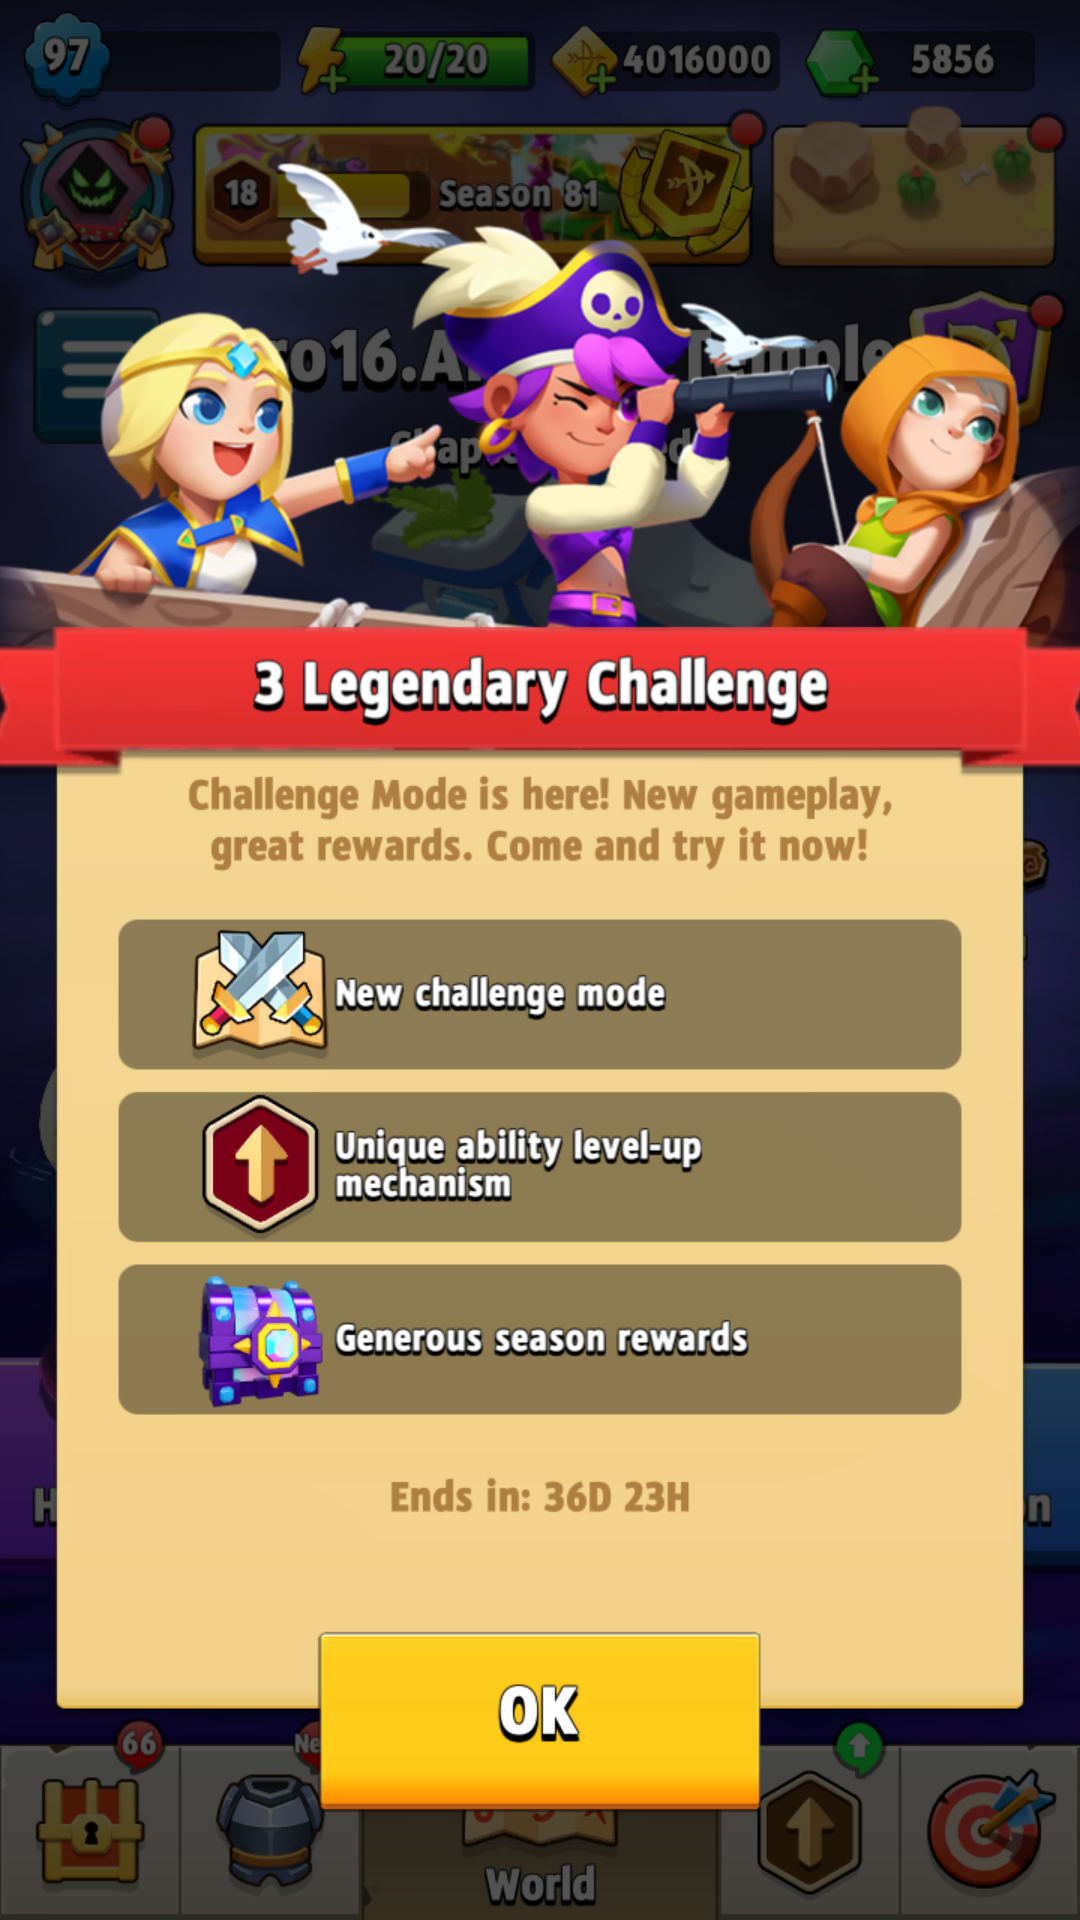 97
20/20
4016000
5856
18
Season 81
3 Legendary Challenge
Challenge Mode is here! New gameplay,
great rewards. Come and try it now!
New challenge mode
Unique ability level-up
mechanism
Generous season rewards
Ends in: 36D 23H
OK
66
World